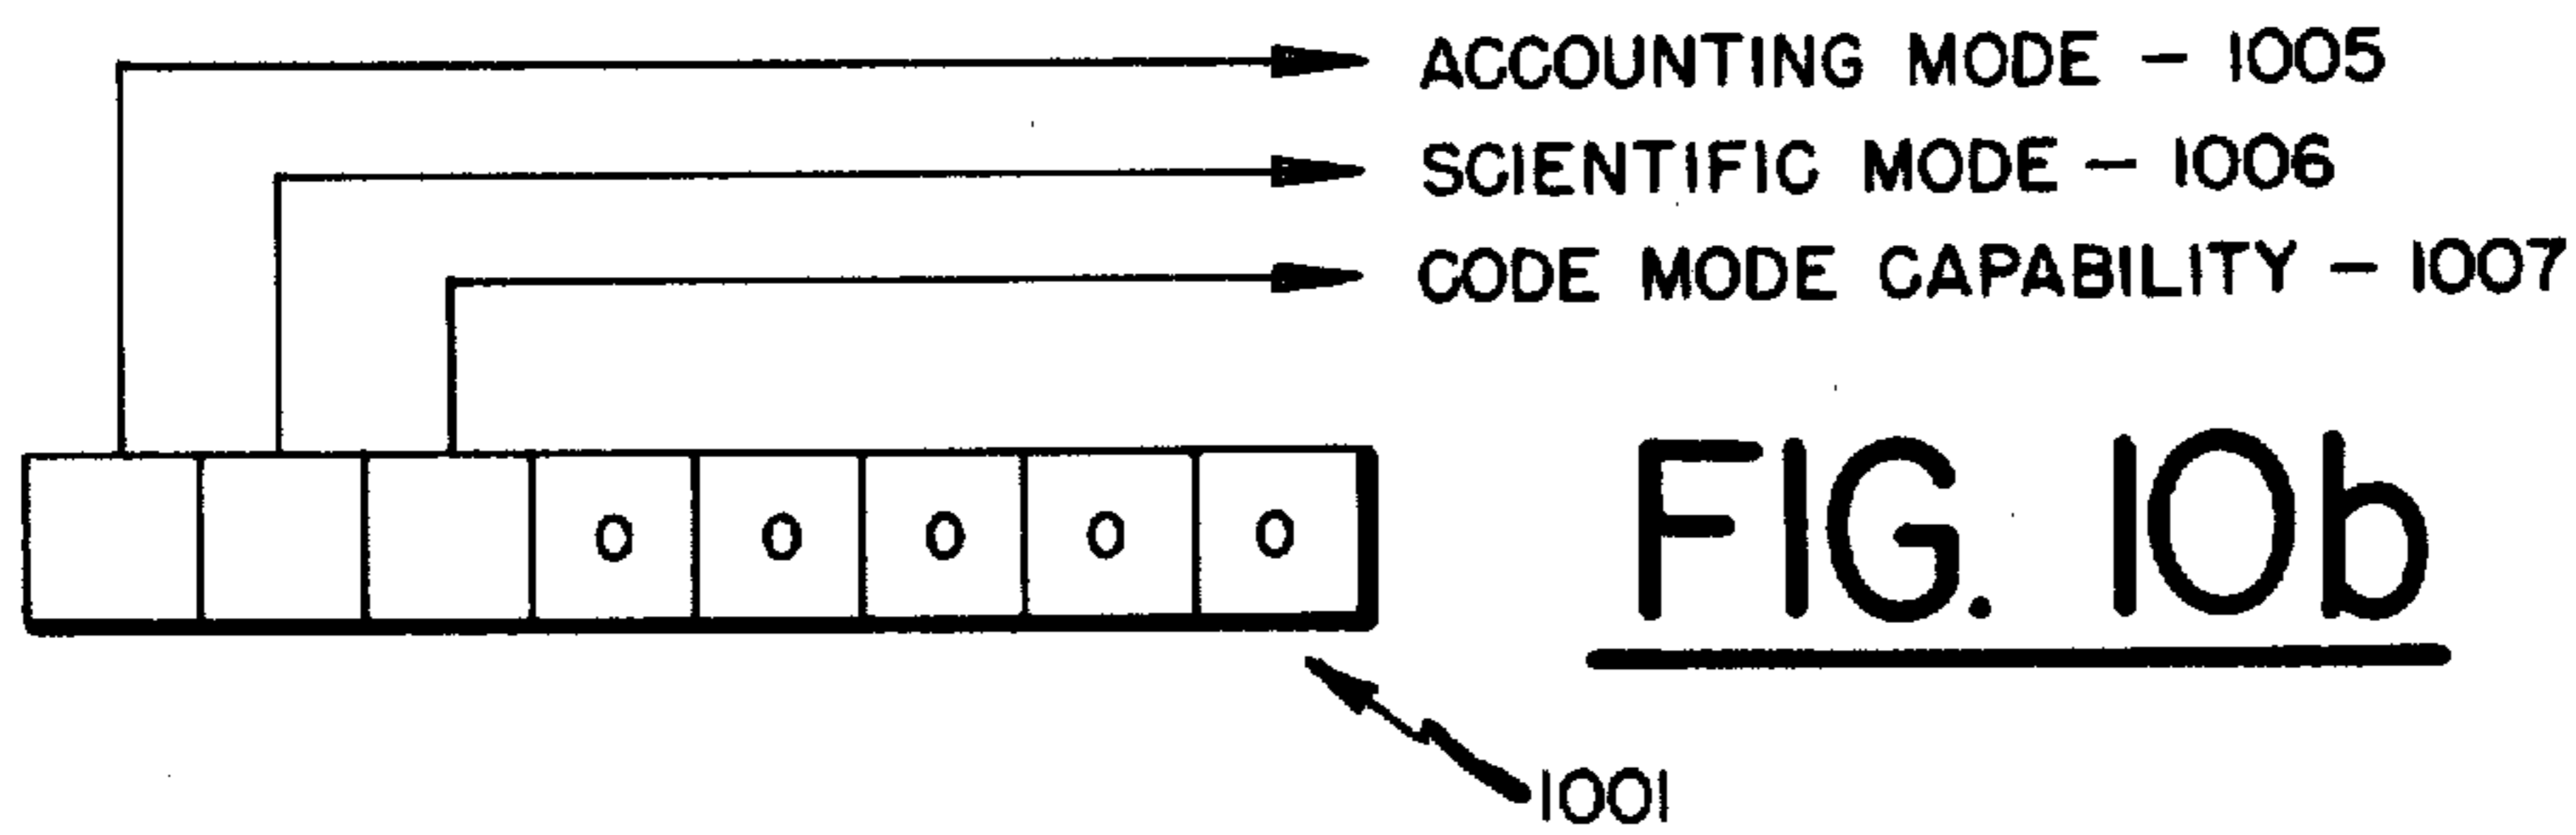 ACCOUNTING MODE – 1005
SCIENTIFIC MODE – 1006
CODE MODE CAPABILITY – 1007
0 0 0 0 0
FIG. 10b
1001